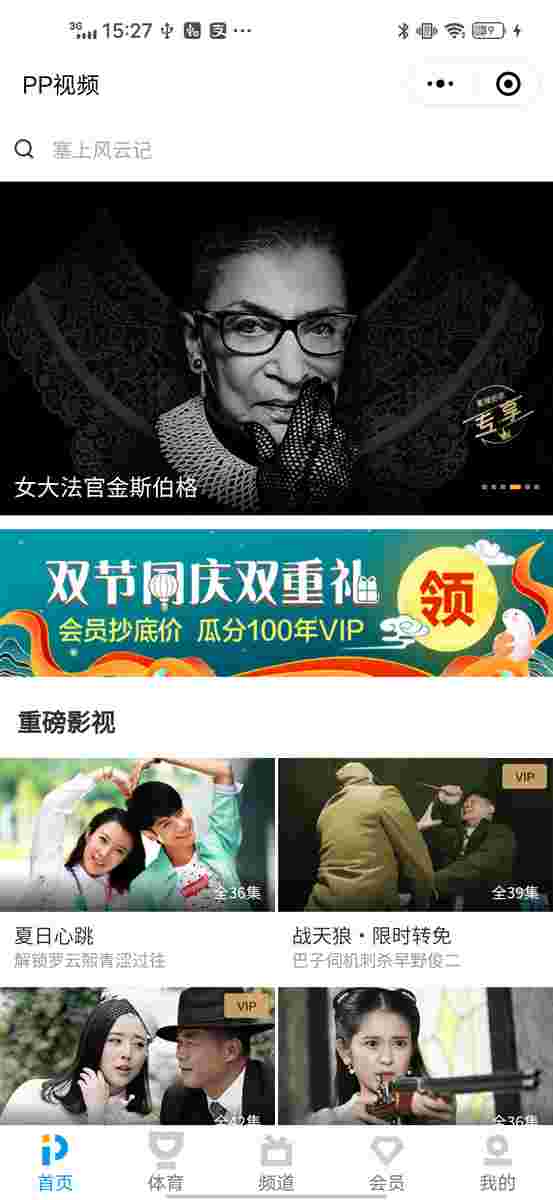 3G 15:27
PP视频
塞上风云记
专享
女大法官金斯伯格
双节同庆双重礼
会员抄底价 瓜分100年VIP
领
重磅影视
VIP
全36集
全39集
夏日心跳
战天狼·限时转免
解锁罗云熙青涩过往
巴子伺机刺杀早野俊二
VIP
全42集
全36集
首页
体育
频道
会员
我的